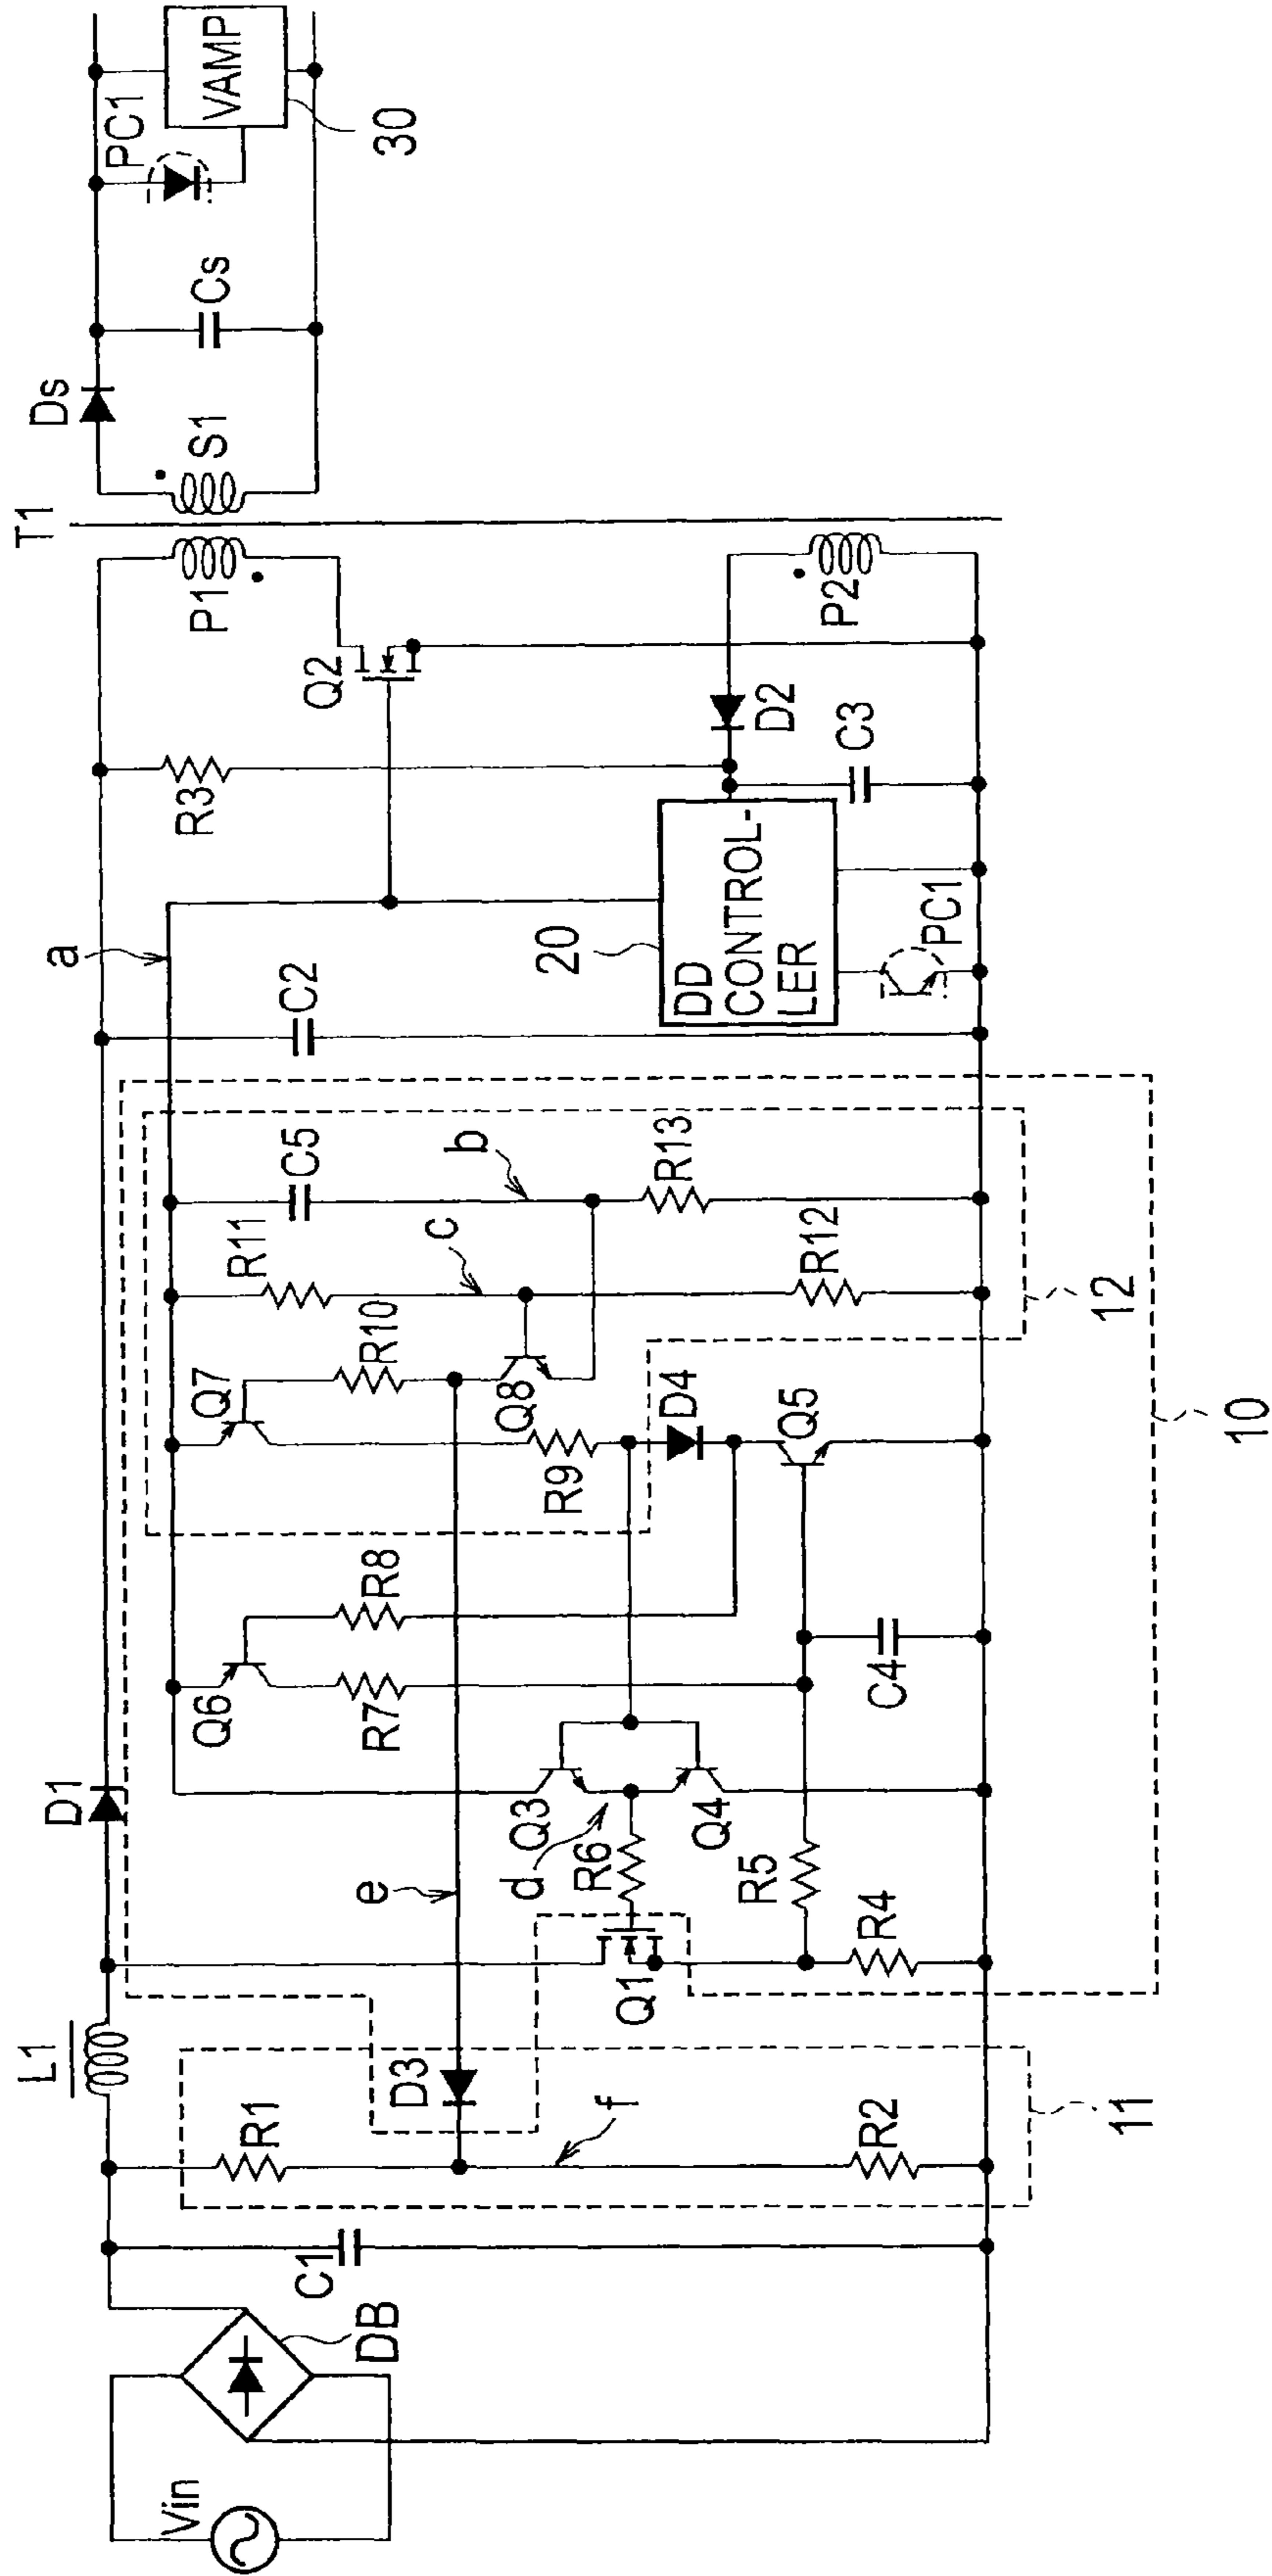 Vin
DB
C1
11
R1
f
R2
L1
D3
Q1
R4
D1
e
d
R6
R5
Q3
Q4
Q6
R7
R8
C4
10
R9
D4
Q5
Q7
R10
Q8
12
R11
c
R12
b
C5
R13
a
C2
20
DD
CONTROL-
LER
PC1
R3
Q2
D2
C3
T1
P1
P2
S1
Ds
Cs
PC1
VAMP
30